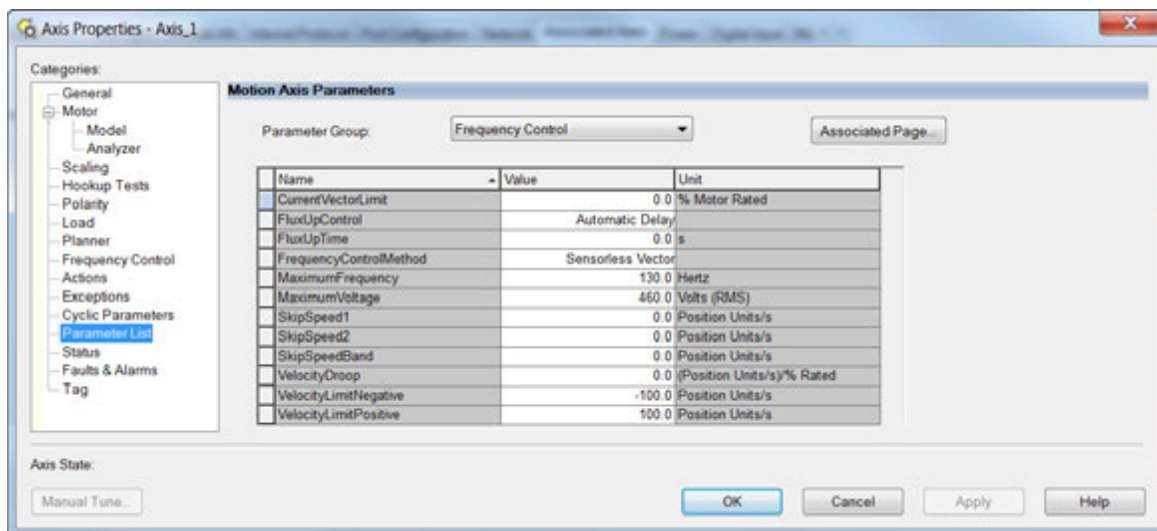 Axis Properties - Axis_1
Categories:
General
Motor
Model
Analyzer
Scaling
Hookup Tests
Polarity
Load
Planner
Frequency Control
Actions
Exceptions
Cyclic Parameters
Parameter List
Status
Faults & Alarms
Tag
Motion Axis Parameters
Parameter Group: Frequency Control Associated Page...
Name Value Unit
CurrentVectorLimit 0.0 % Motor Rated
FluxUpControl Automatic Delay
FluxUpTime 0.0 s
FrequencyControlMethod Sensorless Vector
MaximumFrequency 130.0 Hertz
MaximumVoltage 460.0 Volts (RMS)
SkipSpeed1 0.0 Position Units/s
SkipSpeed2 0.0 Position Units/s
SkipSpeedBand 0.0 Position Units/s
VelocityDroop 0.0 (Position Units/s)/% Rated
VelocityLimitNegative -100.0 Position Units/s
VelocityLimitPositive 100.0 Position Units/s
Axis State:
Manual Tune... OK Cancel Apply Help